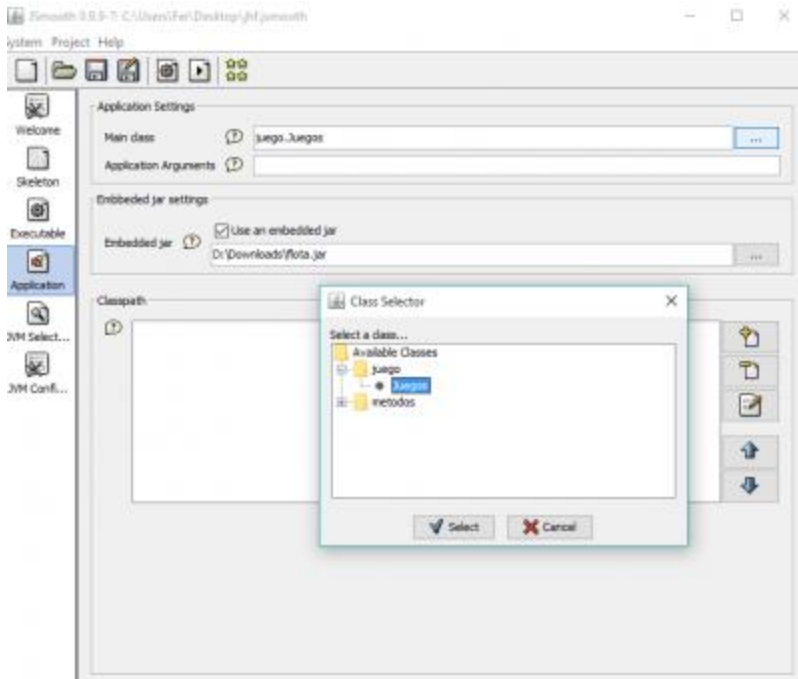 JSmooth 0.9.9-7: C:\Users\Fer\Desktop\jhf.jsmooth
System Project Help
Welcome
Skeleton
Executable
Application
JVM Select...
JVM Confi...
Application Settings
Main class
juego.Juegos
...
Application Arguments
Embbeded jar settings
Embedded jar
Use an embedded jar
D:\Downloads\flota.jar
...
Classpath
Class Selector
Select a class...
Available Classes
juego
Juegos
metodos
Select
Cancel